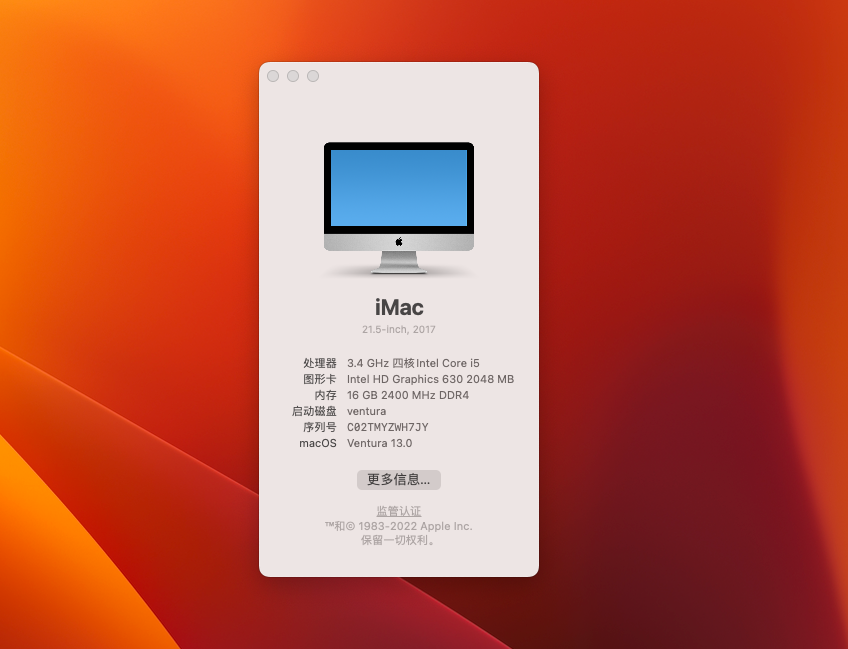 iMac
21.5-inch, 2017
处理器 3.4 GHz 四核Intel Core i5
图形卡 Intel HD Graphics 630 2048 MB
内存 16 GB 2400 MHz DDR4
启动磁盘 ventura
序列号 C02TMYZWH7JY
macOS Ventura 13.0
更多信息...
监管认证
™和© 1983-2022 Apple Inc.
保留一切权利。